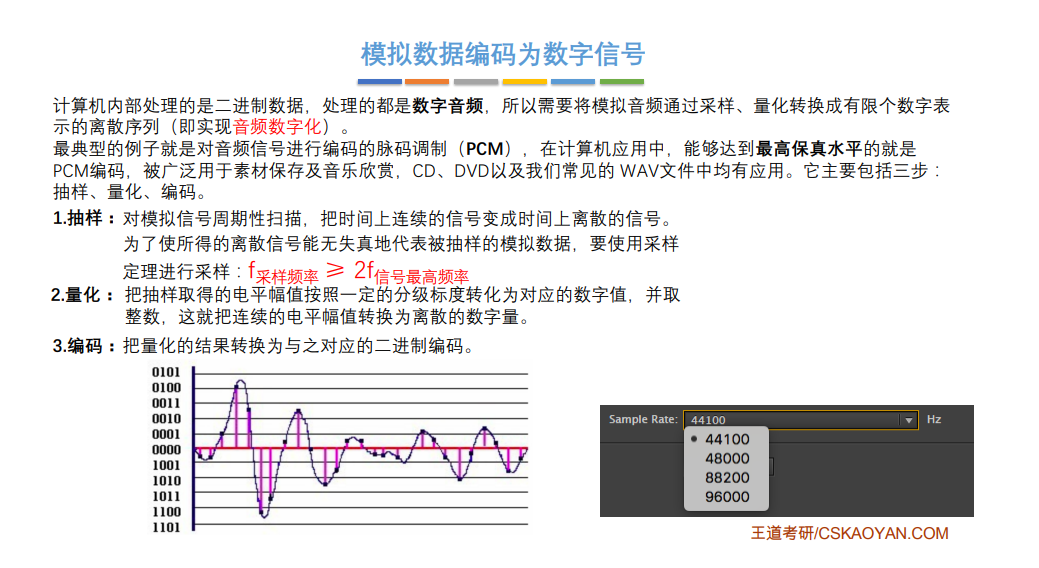 模拟数据编码为数字信号
计算机内部处理的是二进制数据，处理的都是数字音频，所以需要将模拟音频通过采样、量化转换成有限个数字表
示的离散序列（即实现音频数字化）。
最典型的例子就是对音频信号进行编码的脉码调制（PCM），在计算机应用中，能够达到最高保真水平的就是
PCM编码，被广泛用于素材保存及音乐欣赏，CD、DVD以及我们常见的 WAV文件中均有应用。它主要包括三步：
抽样、量化、编码。
1.抽样：对模拟信号周期性扫描，把时间上连续的信号变成时间上离散的信号。
为了使所得的离散信号能无失真地代表被抽样的模拟数据，要使用采样
定理进行采样：f采样频率 ≥ 2f信号最高频率
2.量化：把抽样取得的电平幅值按照一定的分级标度转化为对应的数字值，并取
整数，这就把连续的电平幅值转换为离散的数字量。
3.编码：把量化的结果转换为与之对应的二进制编码。
0101
0100
0011
0010
0001
0000
1001
1010
1011
1100
1101
Sample Rate: 44100 Hz
44100
48000
88200
96000
王道考研/CSKAOYAN.COM